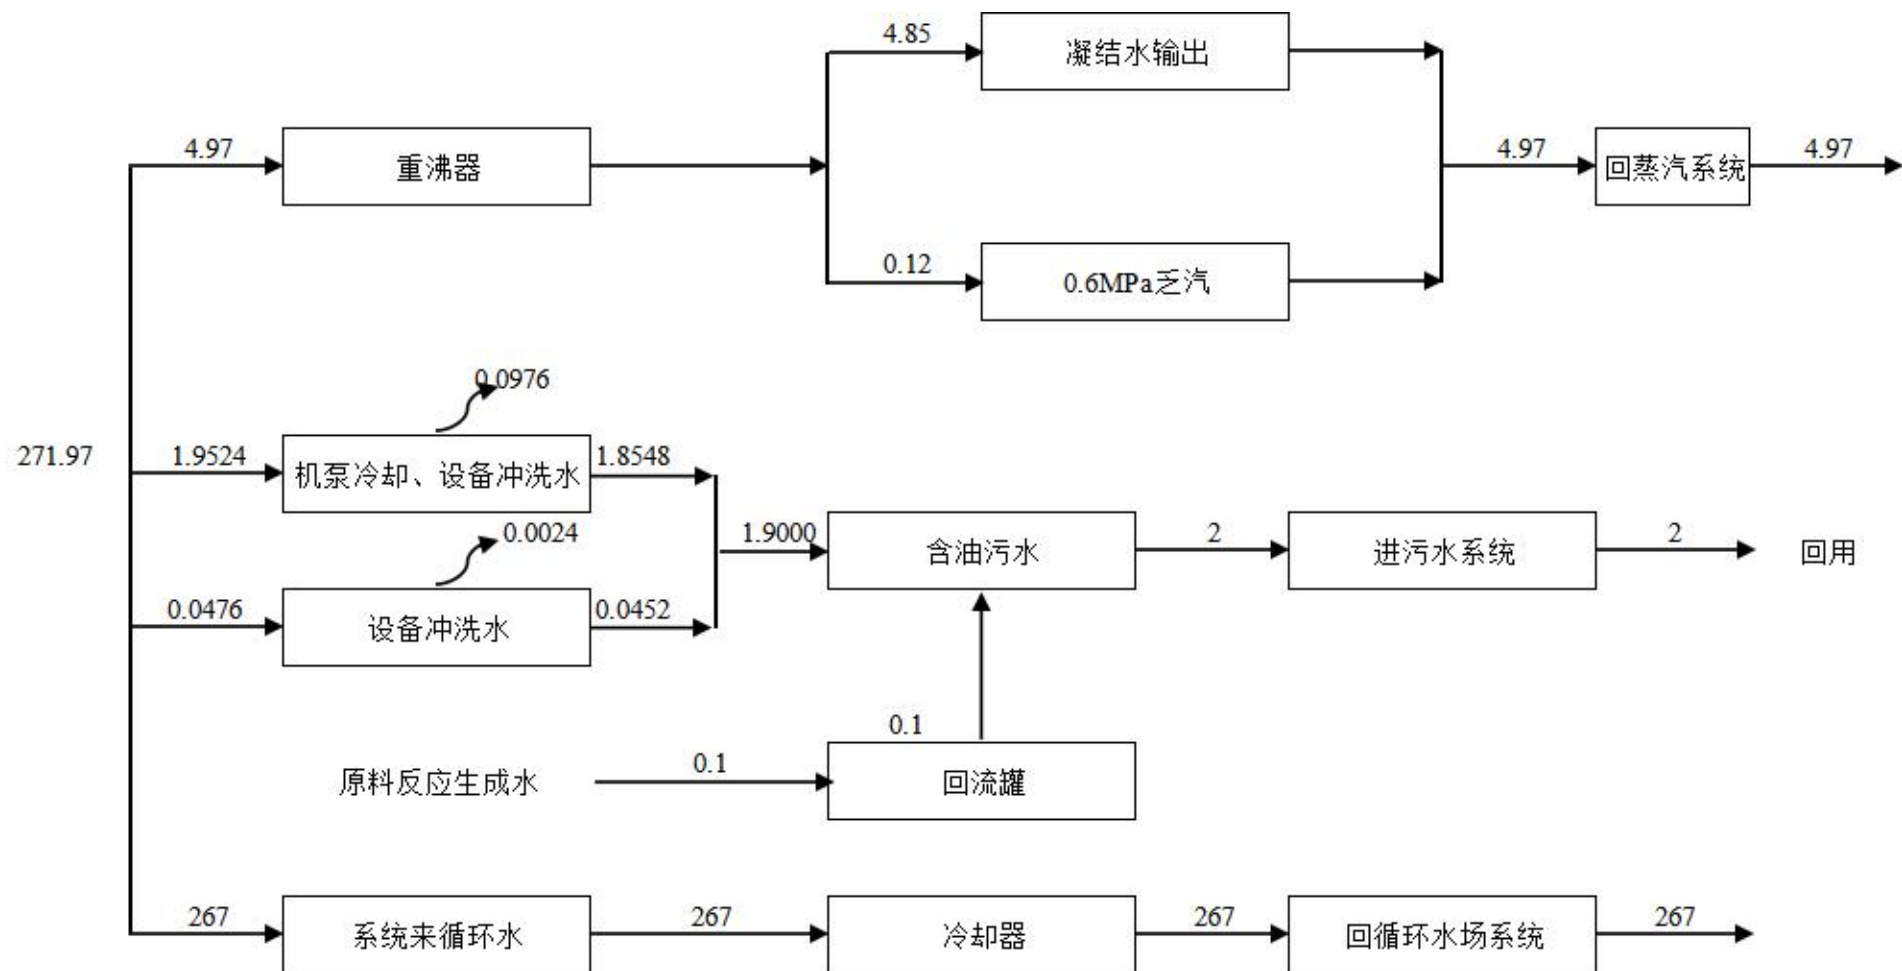 4.85
凝结水输出
4.97
重沸器
4.97
回蒸汽系统
4.97
0.12
0.6MPa乏汽
0.0976
271.97
1.9524
机泵冷却、设备冲洗水
1.8548
0.0024
1.9000
含油污水
2
进污水系统
2
回用
0.0476
设备冲洗水
0.0452
0.1
原料反应生成水
0.1
回流罐
267
系统来循环水
267
冷却器
267
回循环水场系统
267